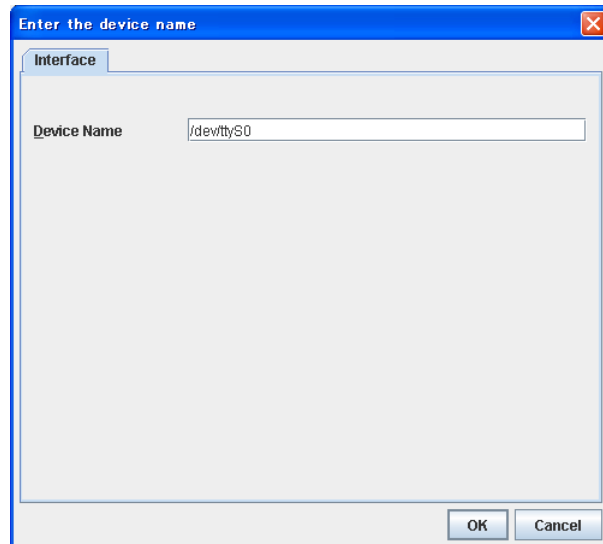 Enter the device name
Interface
Device Name
/dev/ttyS0
OK
Cancel